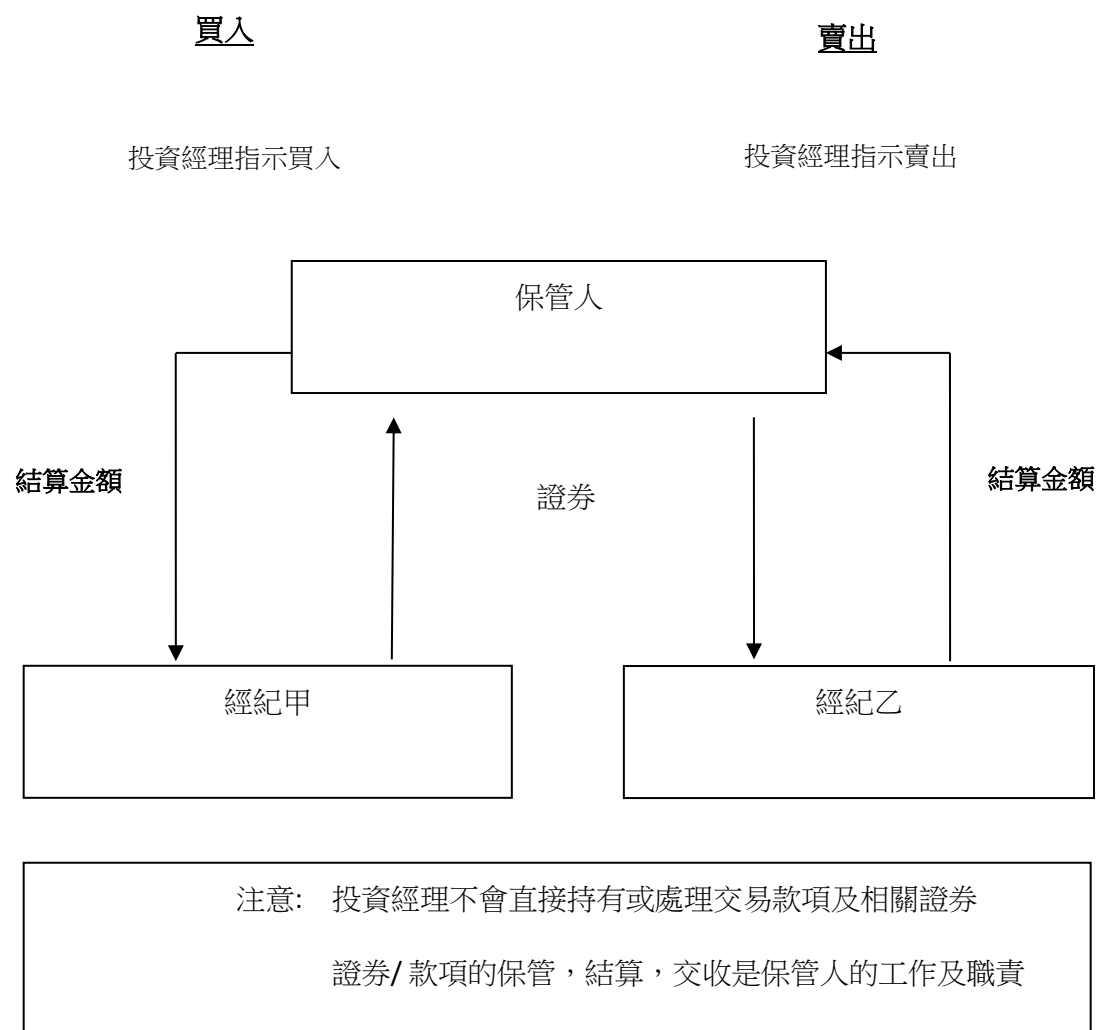 買入
賣出
投資經理指示買入
投資經理指示賣出
保管人
結算金額
證券
結算金額
經紀甲
經紀乙
注意: 投資經理不會直接持有或處理交易款項及相關證券
證券/ 款項的保管，結算，交收是保管人的工作及職責